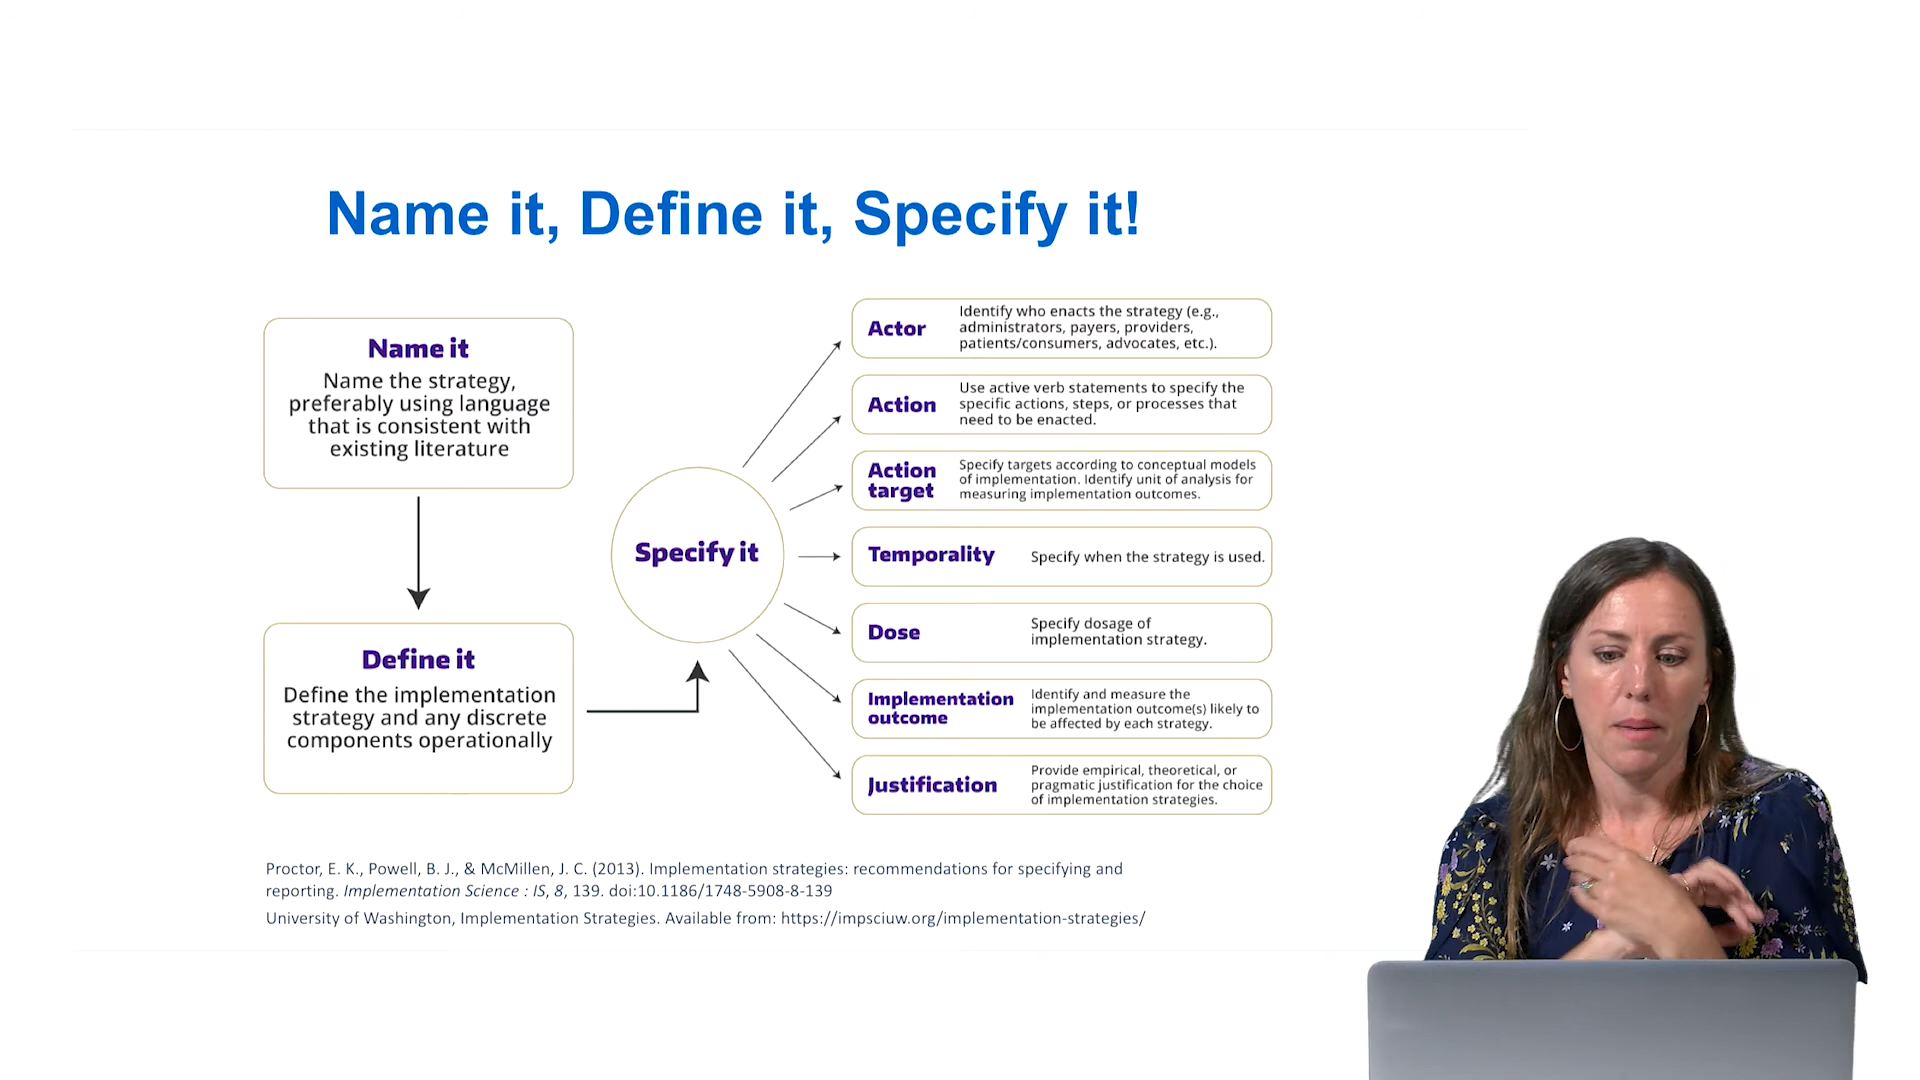 Name it, Define it, Specify it!
Name it
Name the strategy,
preferably using language
that is consistent with
existing literature
Define it
Define the implementation
strategy and any discrete
components operationally
Specify it
Actor
Identify who enacts the strategy (e.g.,
administrators, payers, providers,
patients/consumers, advocates, etc.).
Action
Use active verb statements to specify the
specific actions, steps, or processes that
need to be enacted.
Action
target
Specify targets according to conceptual models
of implementation. Identify unit of analysis for
measuring implementation outcomes.
Temporality
Specify when the strategy is used.
Dose
Specify dosage of
implementation strategy.
Implementation
outcome
Identify and measure the
implementation outcome(s) likely to
be affected by each strategy.
Justification
Provide empirical, theoretical, or
pragmatic justification for the choice
of implementation strategies.
Proctor, E. K., Powell, B. J., & McMillen, J. C. (2013). Implementation strategies: recommendations for specifying and
reporting. Implementation Science : IS, 8, 139. doi:10.1186/1748-5908-8-139
University of Washington, Implementation Strategies. Available from: https://impsciuw.org/implementation-strategies/